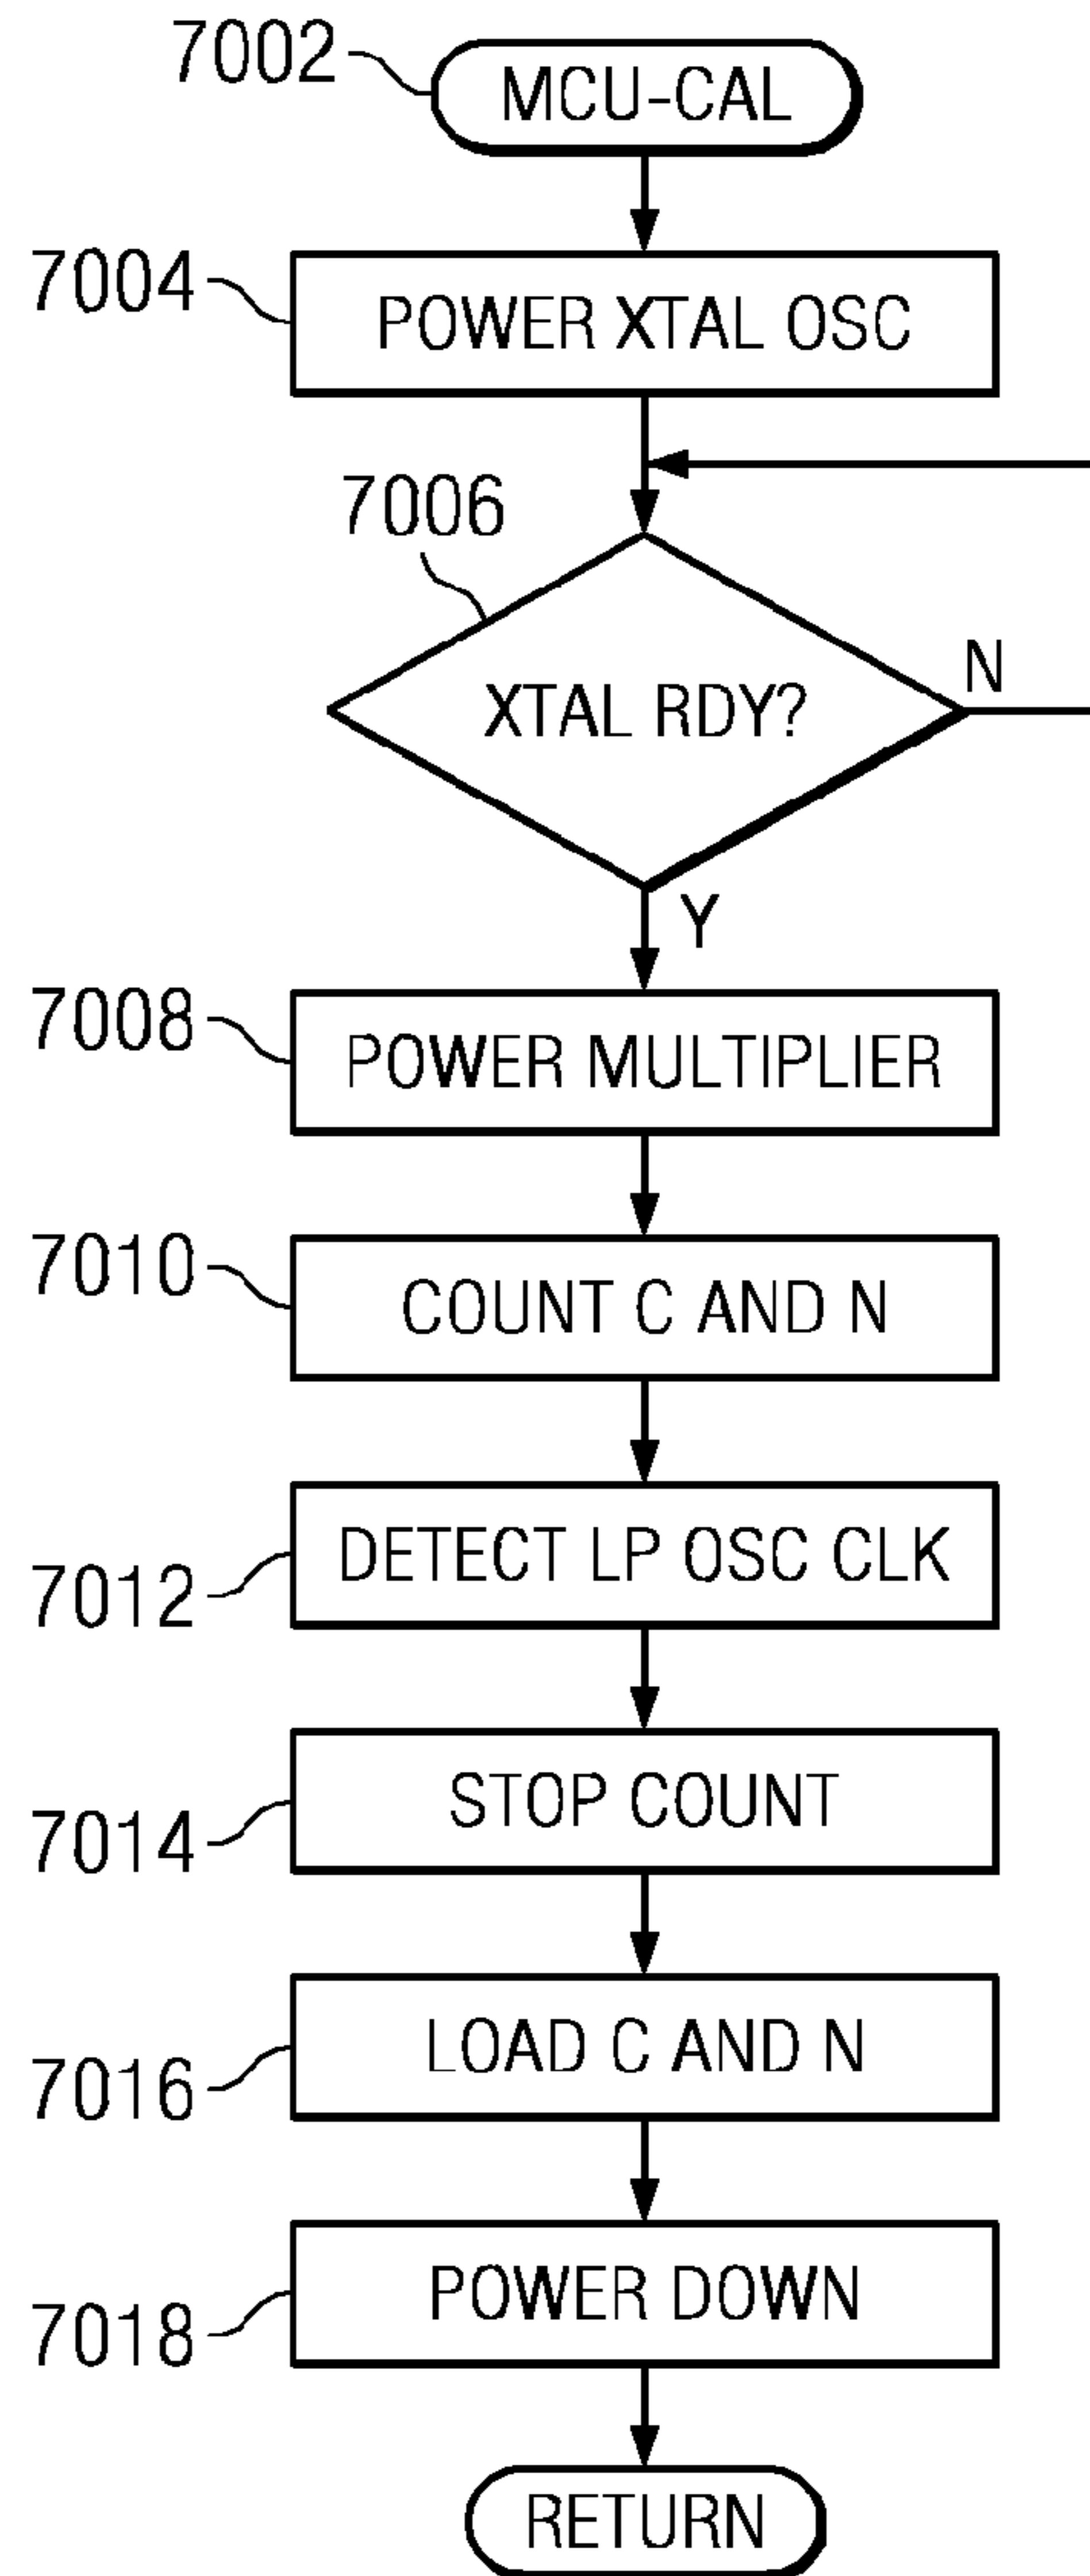 7002
MCU-CAL
7004
POWER XTAL OSC
7006
XTAL RDY?
N
Y
7008
POWER MULTIPLIER
7010
COUNT C AND N
7012
DETECT LP OSC CLK
7014
STOP COUNT
7016
LOAD C AND N
7018
POWER DOWN
RETURN